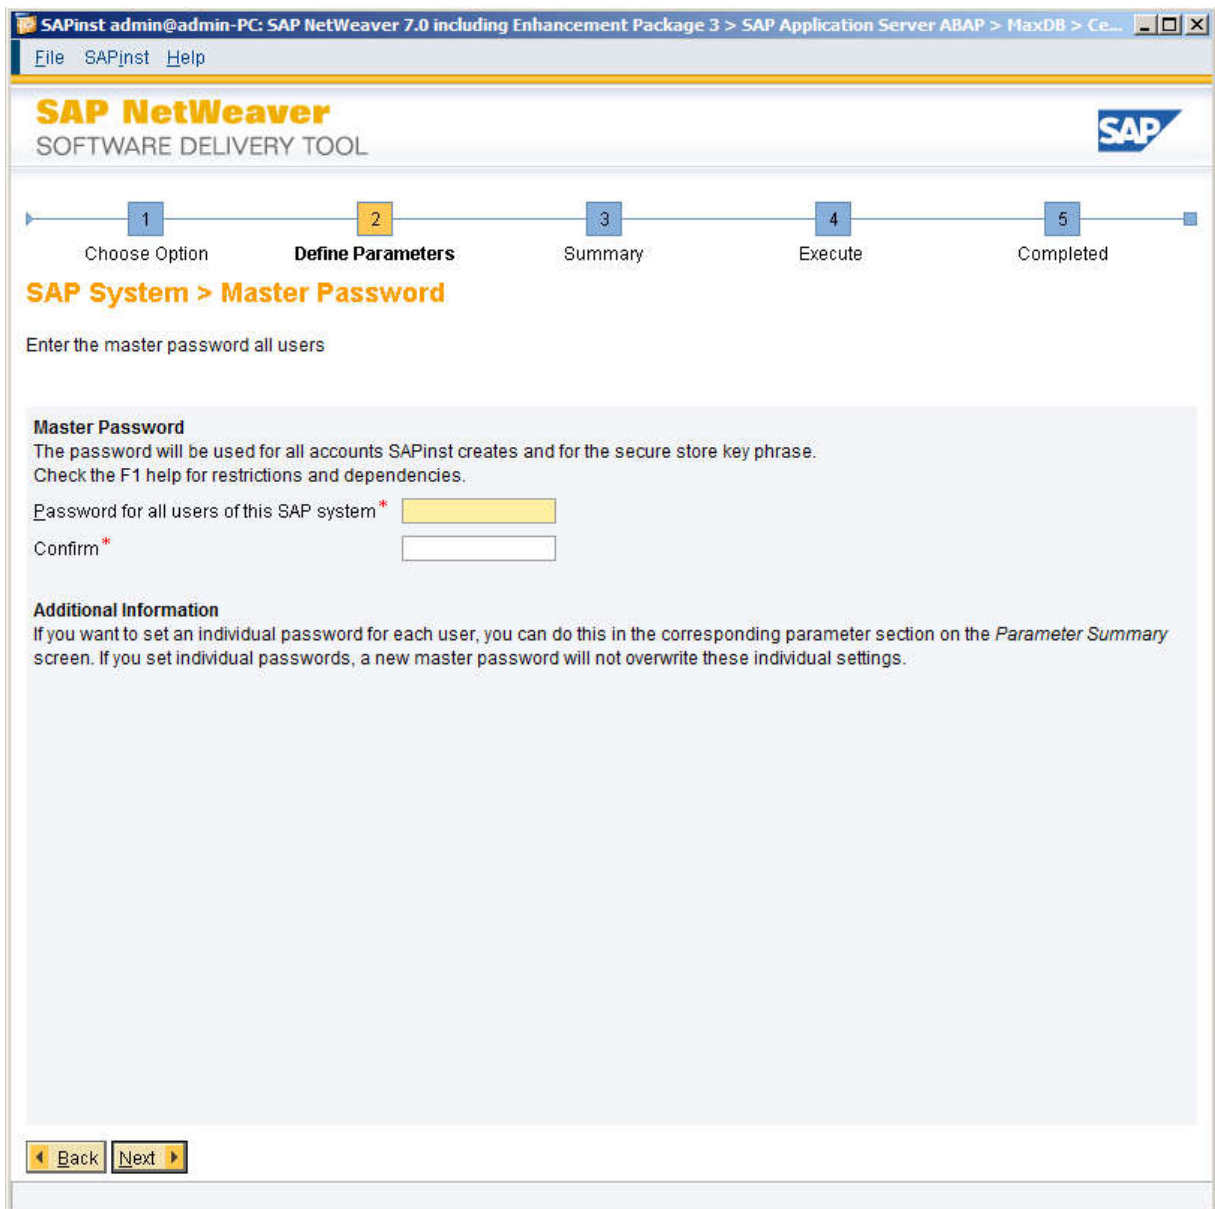 SAPinst admin@admin-PC: SAP NetWeaver 7.0 including Enhancement Package 3 > SAP Application Server ABAP > MaxDB > Ce...
File SAPinst Help
SAP NetWeaver
SOFTWARE DELIVERY TOOL
SAP
1 2 3 4 5
Choose Option Define Parameters Summary Execute Completed
SAP System > Master Password
Enter the master password all users
Master Password
The password will be used for all accounts SAPinst creates and for the secure store key phrase.
Check the F1 help for restrictions and dependencies.
Password for all users of this SAP system*
Confirm*
Additional Information
If you want to set an individual password for each user, you can do this in the corresponding parameter section on the Parameter Summary
screen. If you set individual passwords, a new master password will not overwrite these individual settings.
Back Next